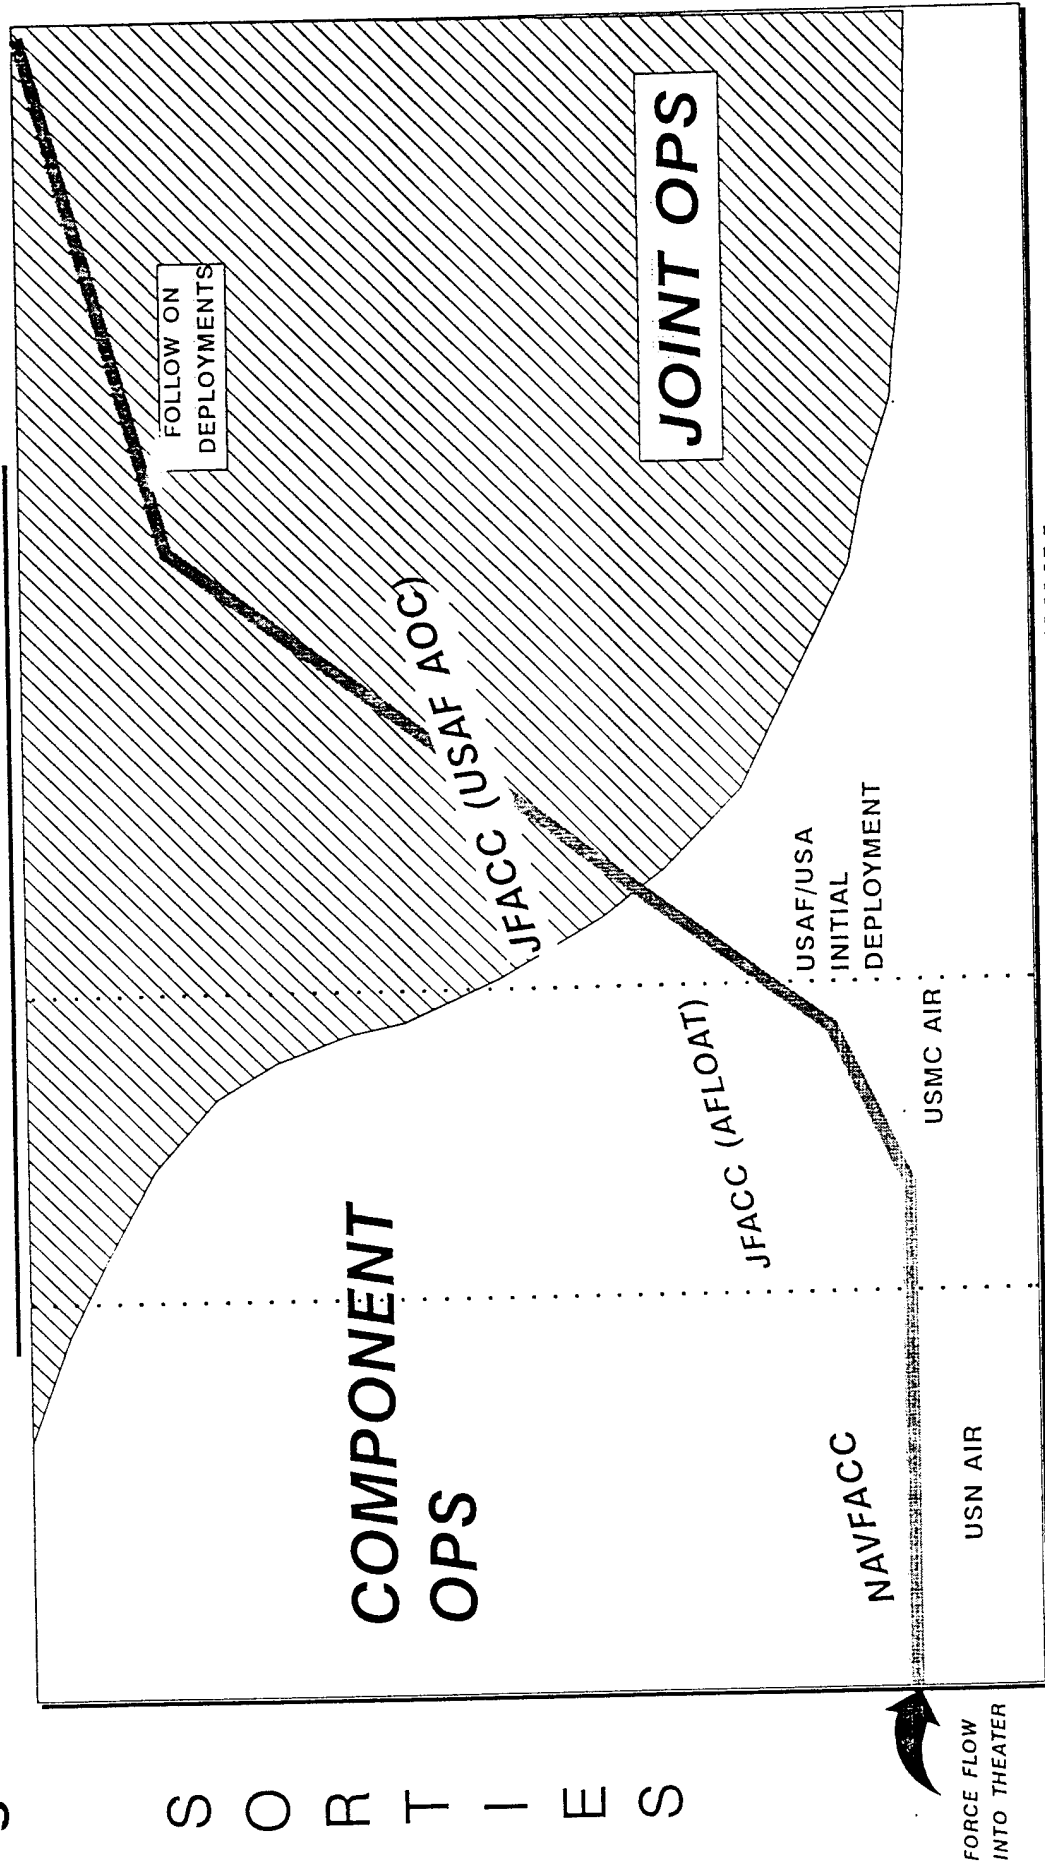 SORTIES
COMPONENT
OPS
FOLLOW ON
DEPLOYMENTS
JFACC (USAF AOC)
JOINT OPS
JFACC (AFLOAT)
NAVFACC
USAF/USA
INITIAL
DEPLOYMENT
USMC AIR
USN AIR
FORCE FLOW
INTO THEATER